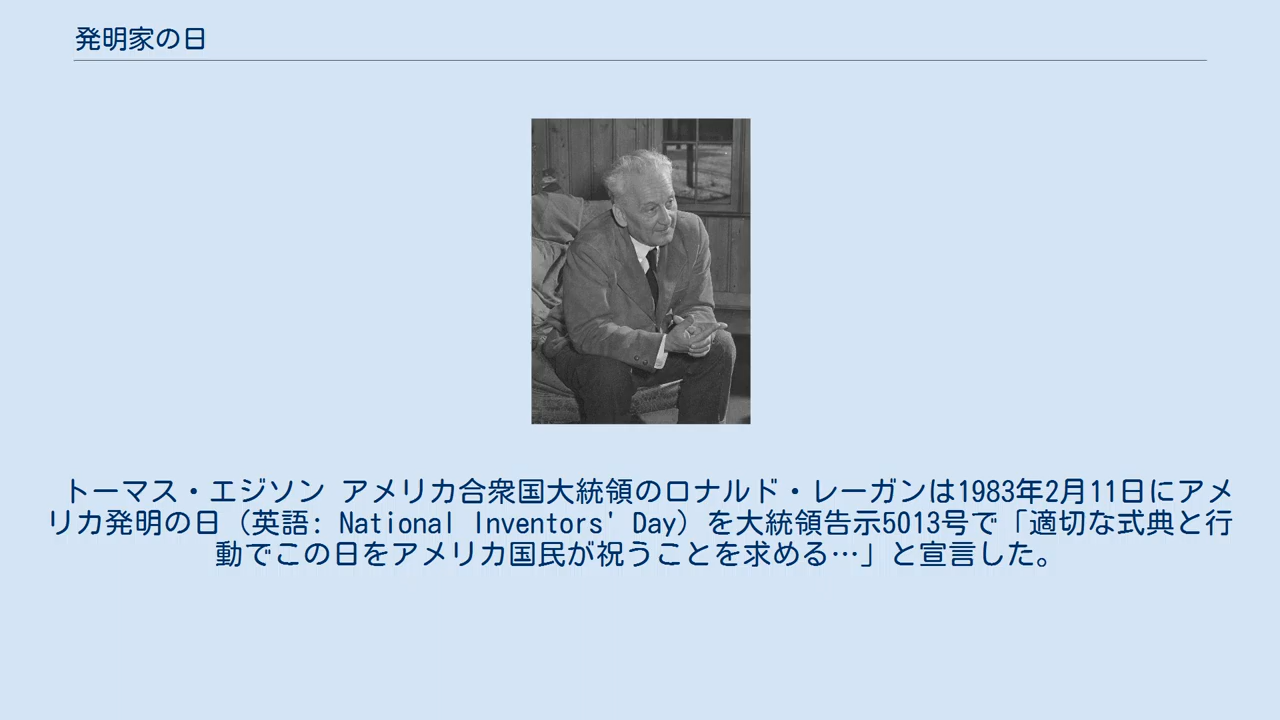 発明家の日
トーマス・エジソン アメリカ合衆国大統領のロナルド・レーガンは1983年2月11日にアメ
リカ発明の日（英語: National Inventors' Day）を大統領告示5013号で「適切な式典と行
動でこの日をアメリカ国民が祝うことを求める…」と宣言した。